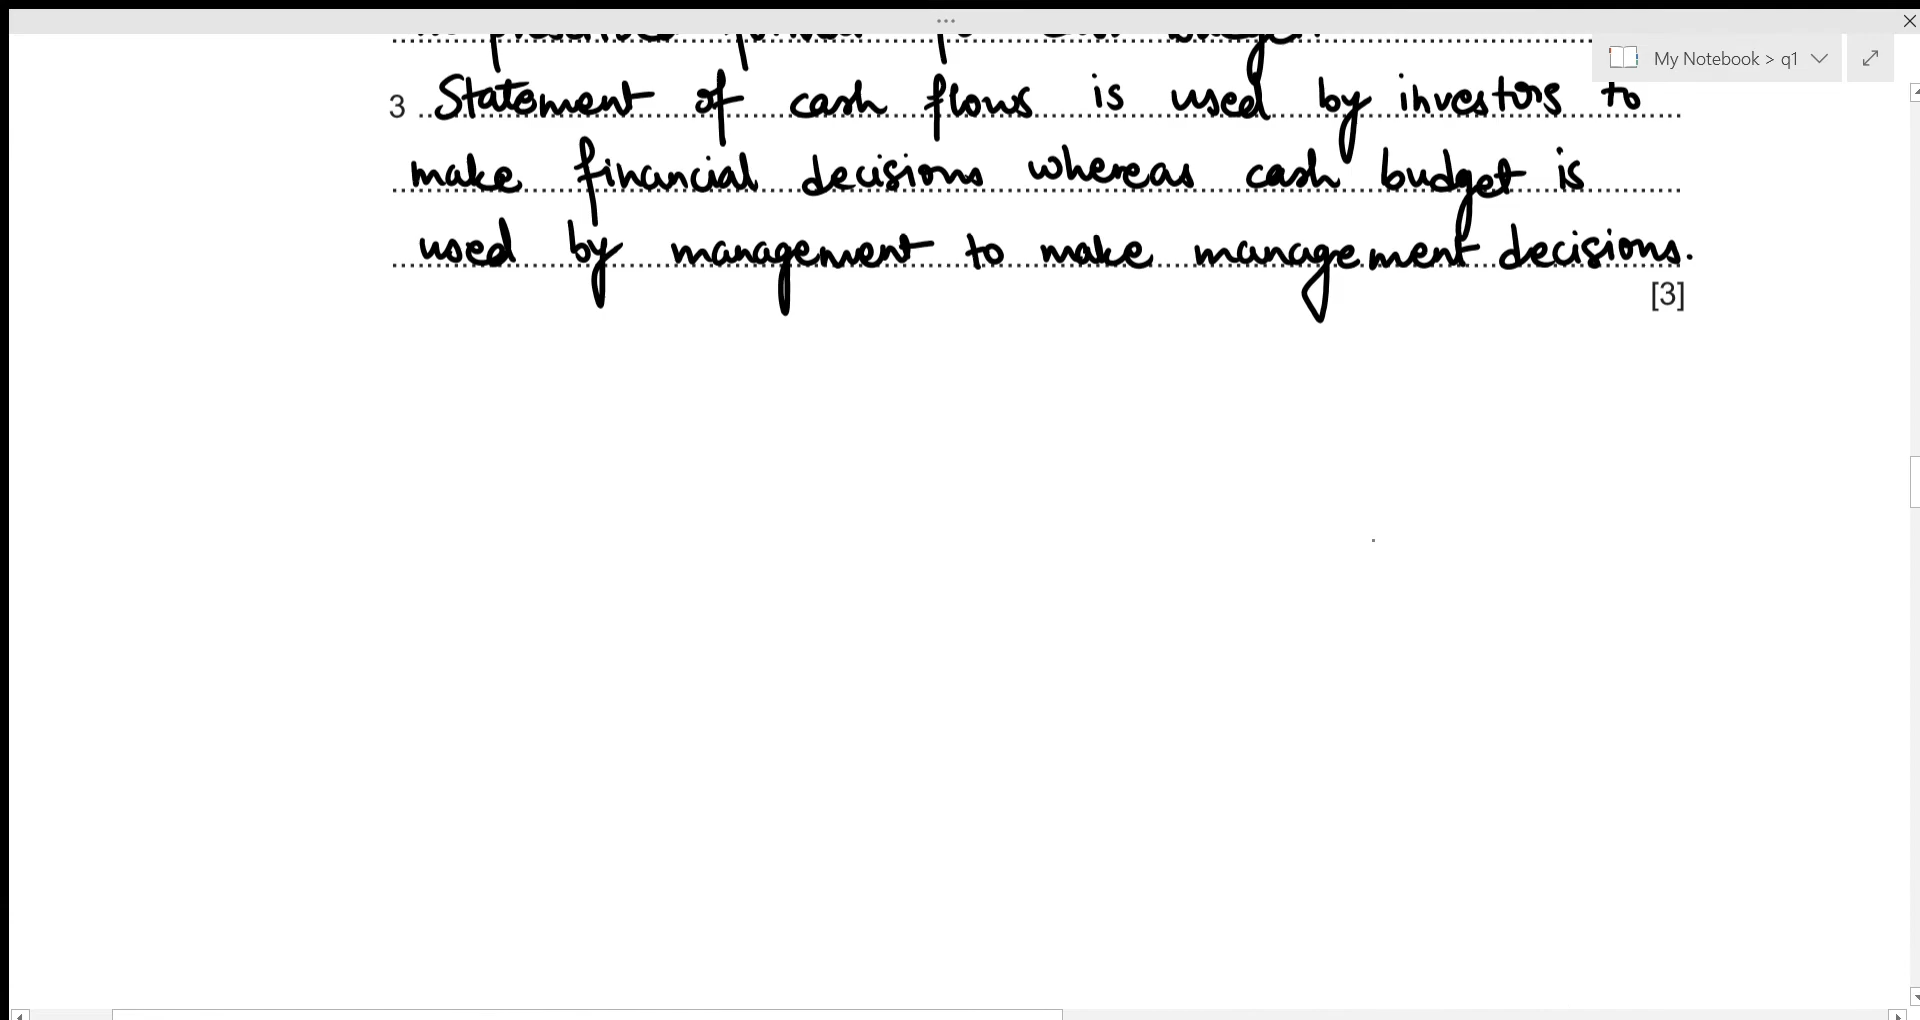 My Notebook > q1
3 Statement of cash flows is used by investors to
make financial decisions whereas cash budget is
used by management to make management decisions.
[3]